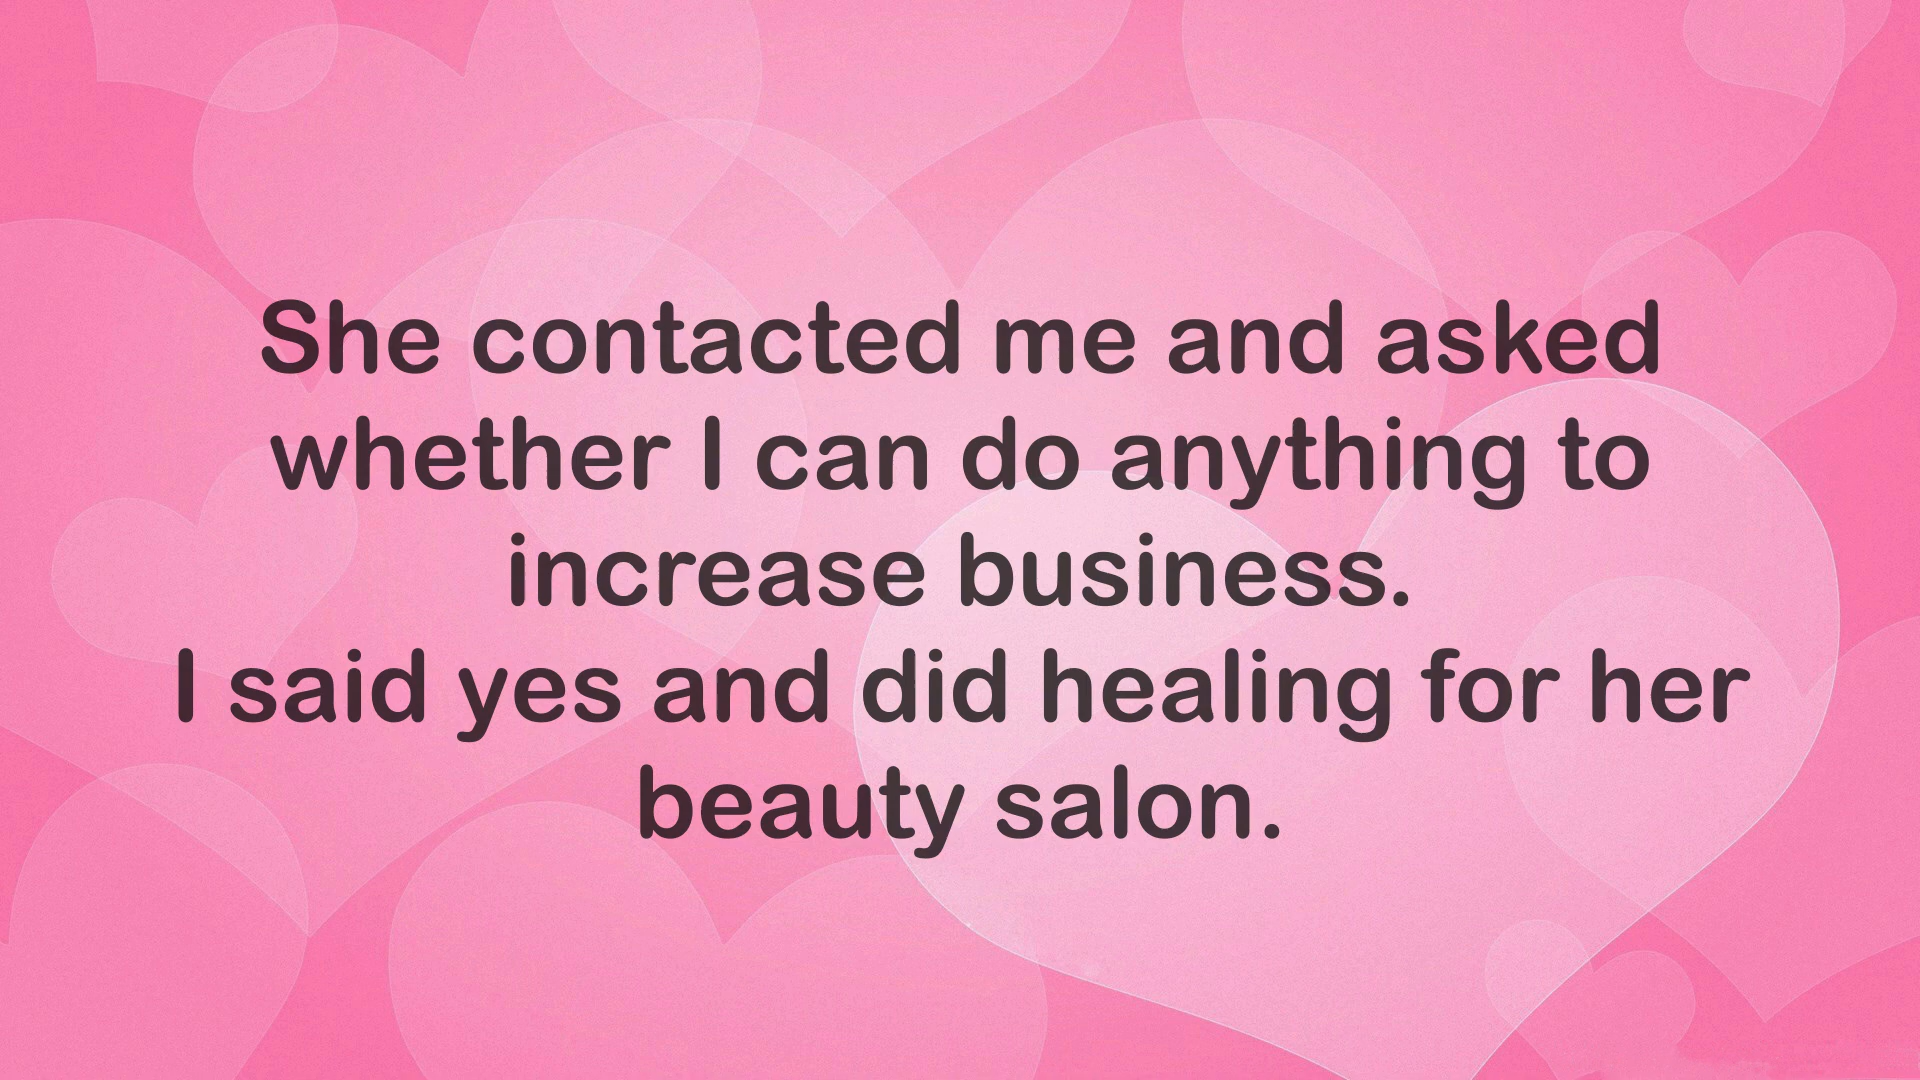 She contacted me and asked
whether I can do anything to
increase business.
I said yes and did healing for her
beauty salon.